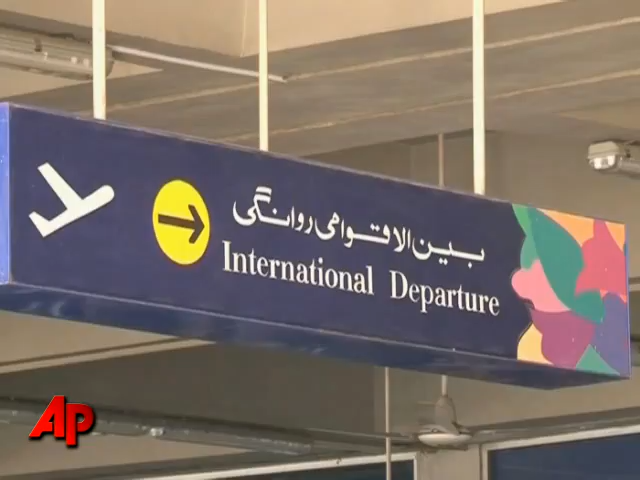 بین الاقوامی روانگی
International Departure
AP